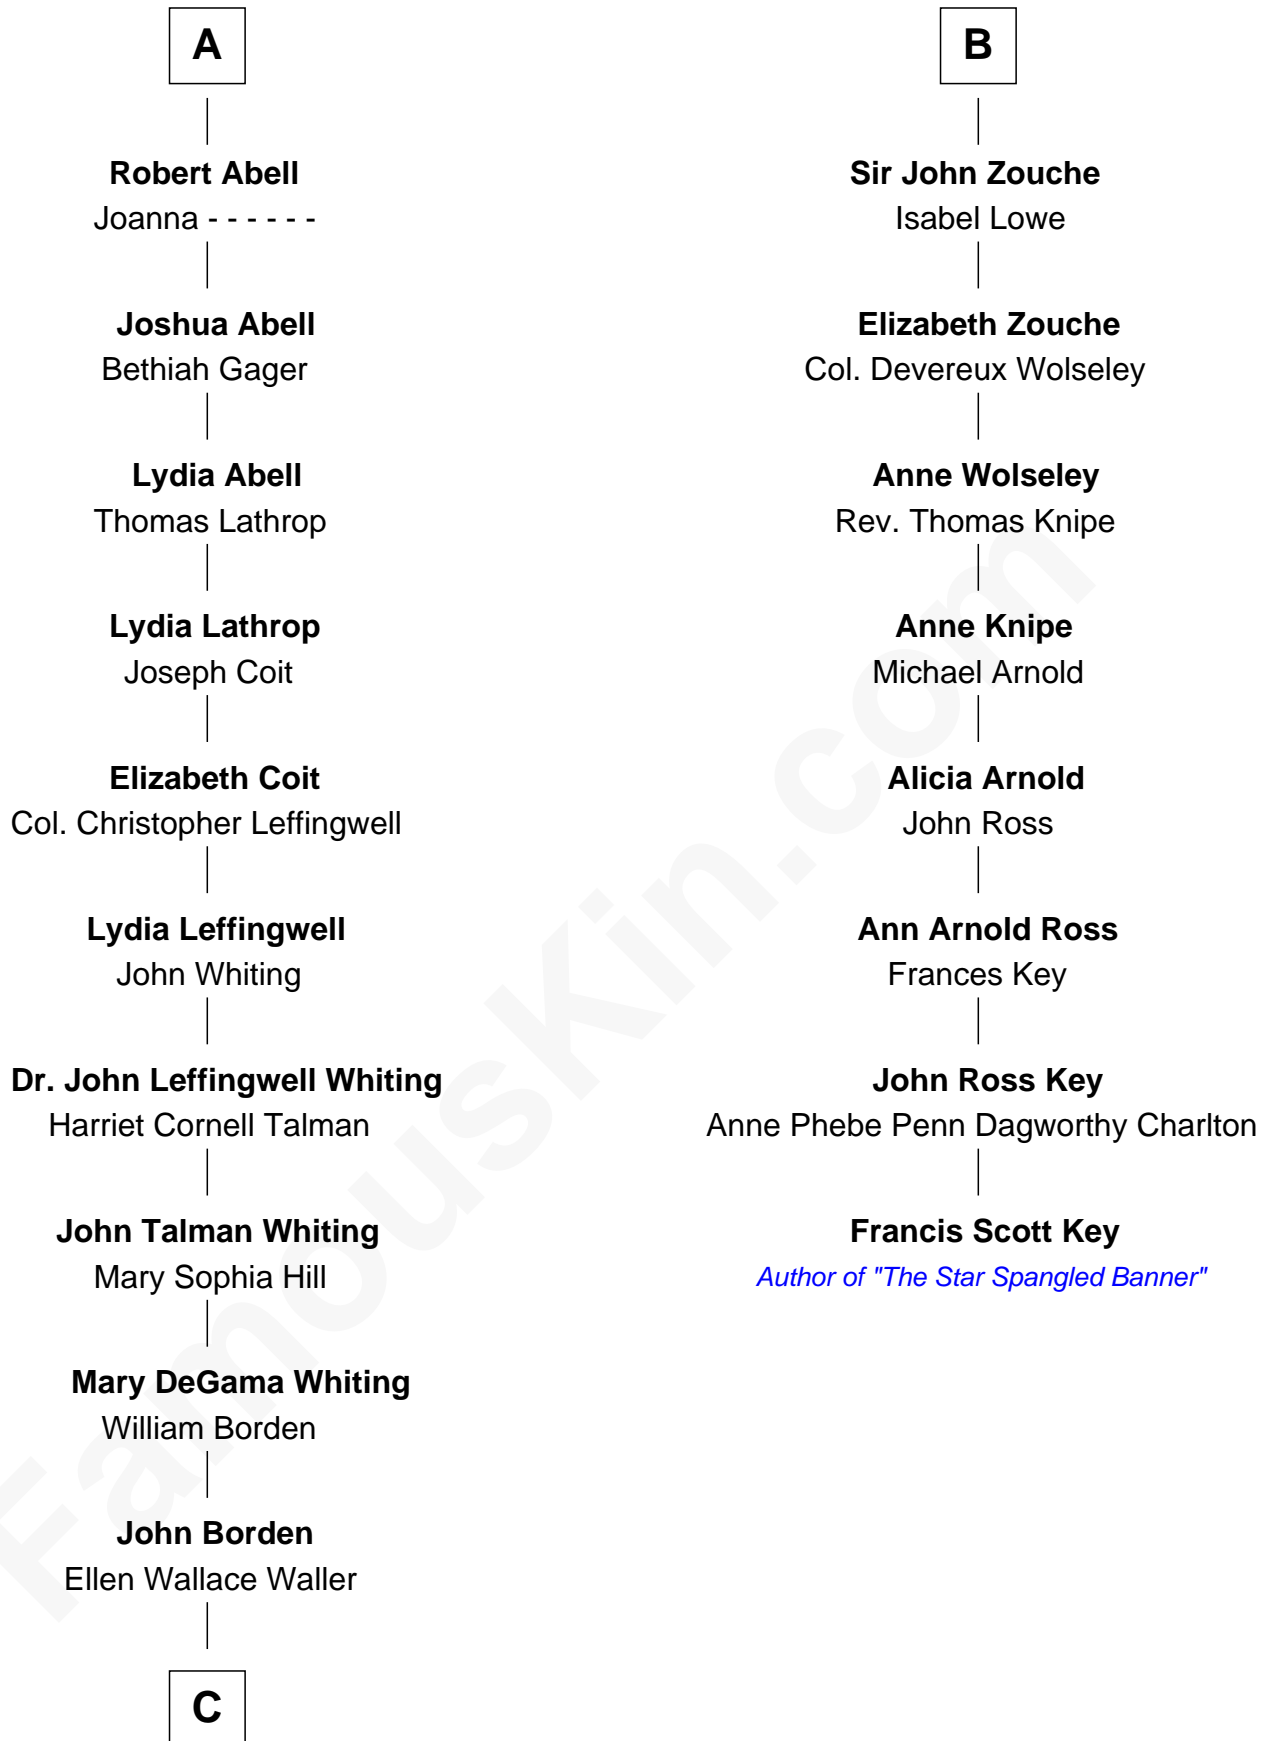 A
Robert Abell
Joanna - - - - - -
Joshua Abell
Bethiah Gager
Lydia Abell
Thomas Lathrop
Lydia Lathrop
Joseph Coit
Elizabeth Coit
Col. Christopher Leffingwell
Lydia Leffingwell
John Whiting
Dr. John Leffingwell Whiting
Harriet Cornell Talman
John Talman Whiting
Mary Sophia Hill
Mary DeGama Whiting
William Borden
John Borden
Ellen Wallace Waller
C
B
Sir John Zouche
Isabel Lowe
Elizabeth Zouche
Col. Devereux Wolseley
Anne Wolseley
Rev. Thomas Knipe
Anne Knipe
Michael Arnold
Alicia Arnold
John Ross
Ann Arnold Ross
Frances Key
John Ross Key
Anne Phebe Penn Dagworthy Charlton
Francis Scott Key
Author of "The Star Spangled Banner"
FamousKin.com